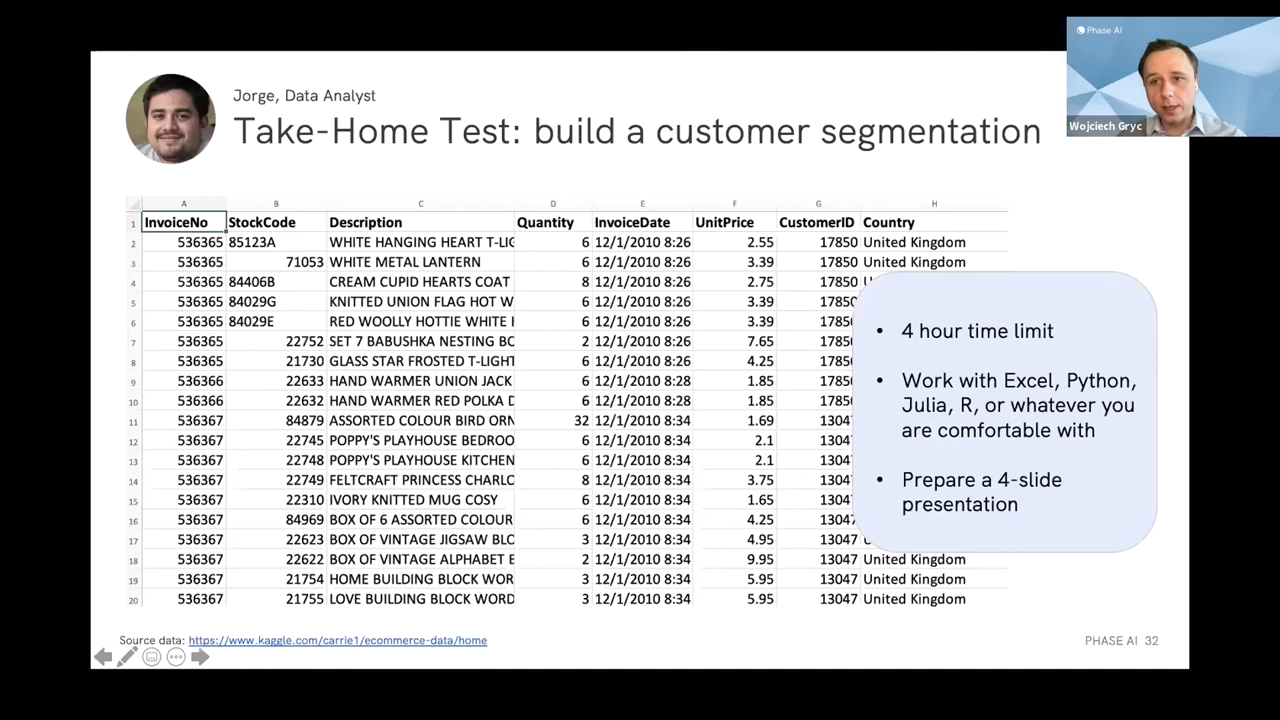 Phase AI
Wojciech Gryc
Jorge, Data Analyst
Take-Home Test: build a customer segmentation
A B C D E F G H
1 InvoiceNo StockCode Description Quantity InvoiceDate UnitPrice CustomerID Country
2 536365 85123A WHITE HANGING HEART T-LIG 6 12/1/2010 8:26 2.55 17850 United Kingdom
3 536365 71053 WHITE METAL LANTERN 6 12/1/2010 8:26 3.39 17850 United Kingdom
4 536365 84406B CREAM CUPID HEARTS COAT 8 12/1/2010 8:26 2.75 17850
5 536365 84029G KNITTED UNION FLAG HOT W 6 12/1/2010 8:26 3.39 17850
6 536365 84029E RED WOOLLY HOTTIE WHITE 6 12/1/2010 8:26 3.39 17850
7 536365 22752 SET 7 BABUSHKA NESTING BO 2 12/1/2010 8:26 7.65 17850
8 536365 21730 GLASS STAR FROSTED T-LIGHT 6 12/1/2010 8:26 4.25 17850
9 536366 22633 HAND WARMER UNION JACK 6 12/1/2010 8:28 1.85 17850
10 536366 22632 HAND WARMER RED POLKA D 6 12/1/2010 8:28 1.85 17850
11 536367 84879 ASSORTED COLOUR BIRD ORN 32 12/1/2010 8:34 1.69 13047
12 536367 22745 POPPY'S PLAYHOUSE BEDROO 6 12/1/2010 8:34 2.1 13047
13 536367 22748 POPPY'S PLAYHOUSE KITCHEN 6 12/1/2010 8:34 2.1 13047
14 536367 22749 FELTCRAFT PRINCESS CHARLO 8 12/1/2010 8:34 3.75 13047
15 536367 22310 IVORY KNITTED MUG COSY 6 12/1/2010 8:34 1.65 13047
16 536367 84969 BOX OF 6 ASSORTED COLOUR 6 12/1/2010 8:34 4.25 13047
17 536367 22623 BOX OF VINTAGE JIGSAW BLO 3 12/1/2010 8:34 4.95 13047
18 536367 22622 BOX OF VINTAGE ALPHABET B 2 12/1/2010 8:34 9.95 13047 United Kingdom
19 536367 21754 HOME BUILDING BLOCK WOR 3 12/1/2010 8:34 5.95 13047 United Kingdom
20 536367 21755 LOVE BUILDING BLOCK WORD 3 12/1/2010 8:34 5.95 13047 United Kingdom
• 4 hour time limit
• Work with Excel, Python,
Julia, R, or whatever you
are comfortable with
• Prepare a 4-slide
presentation
Source data: https://www.kaggle.com/carrie1/ecommerce-data/home
PHASE AI 32